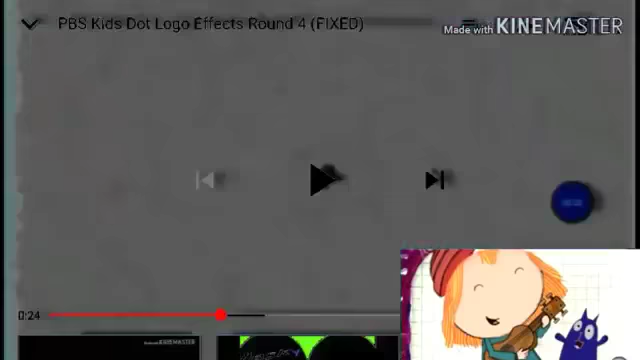 PBS Kids Dot Logo Effects Round 4 (FIXED)
Made with KINEMASTER
0:24